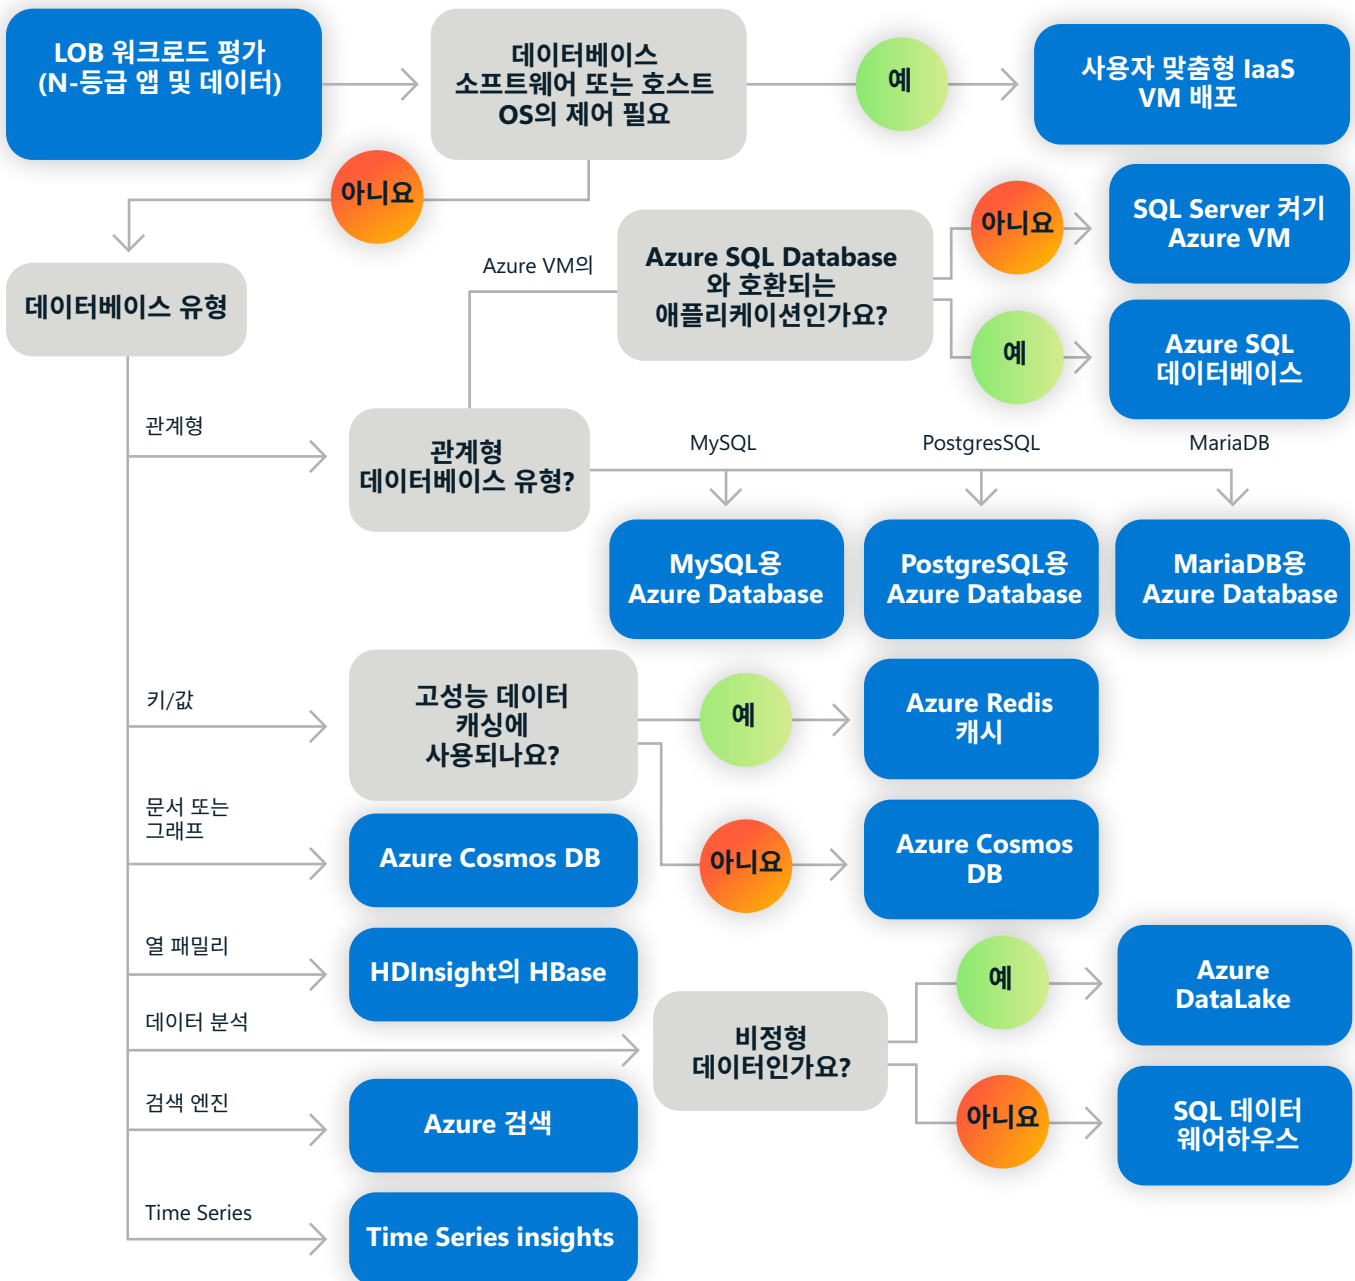 LOB 워크로드 평가
(N-등급 앱 및 데이터)
데이터베이스
소프트웨어 또는 호스트
OS의 제어 필요
예
사용자 맞춤형 IaaS
VM 배포
아니요
데이터베이스 유형
Azure VM의
Azure SQL Database
와 호환되는
애플리케이션인가요?
아니요
SQL Server 켜기
Azure VM
예
Azure SQL
데이터베이스
관계형
관계형
데이터베이스 유형?
MySQL
PostgresSQL
MariaDB
MySQL용
Azure Database
PostgreSQL용
Azure Database
MariaDB용
Azure Database
키/값
고성능 데이터
캐싱에
사용되나요?
예
Azure Redis
캐시
아니요
Azure Cosmos
DB
문서 또는
그래프
Azure Cosmos DB
열 패밀리
HDInsight의 HBase
데이터 분석
비정형
데이터인가요?
예
Azure
DataLake
아니요
SQL 데이터
웨어하우스
검색 엔진
Azure 검색
Time Series
Time Series insights